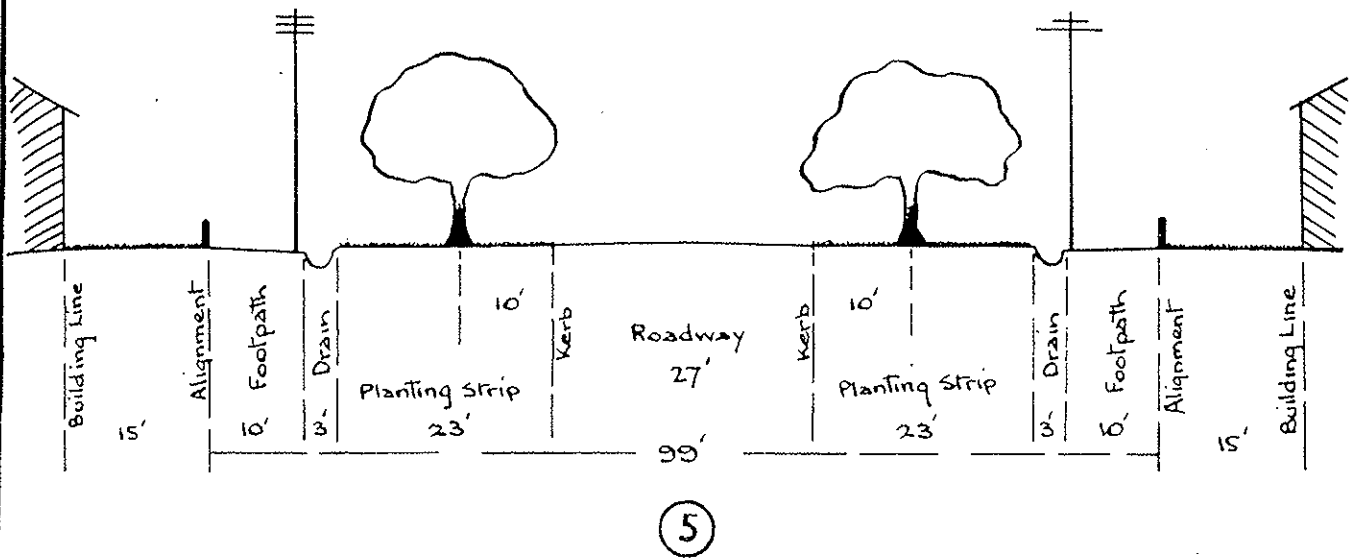 Building Line
15'
Alignment
10' Footpath
3' Drain
Planting Strip
23'
10'
Kerb
Roadway
27'
99'
Kerb
10'
Planting Strip
23'
3' Drain
10' Footpath
Alignment
15'
Building Line
5